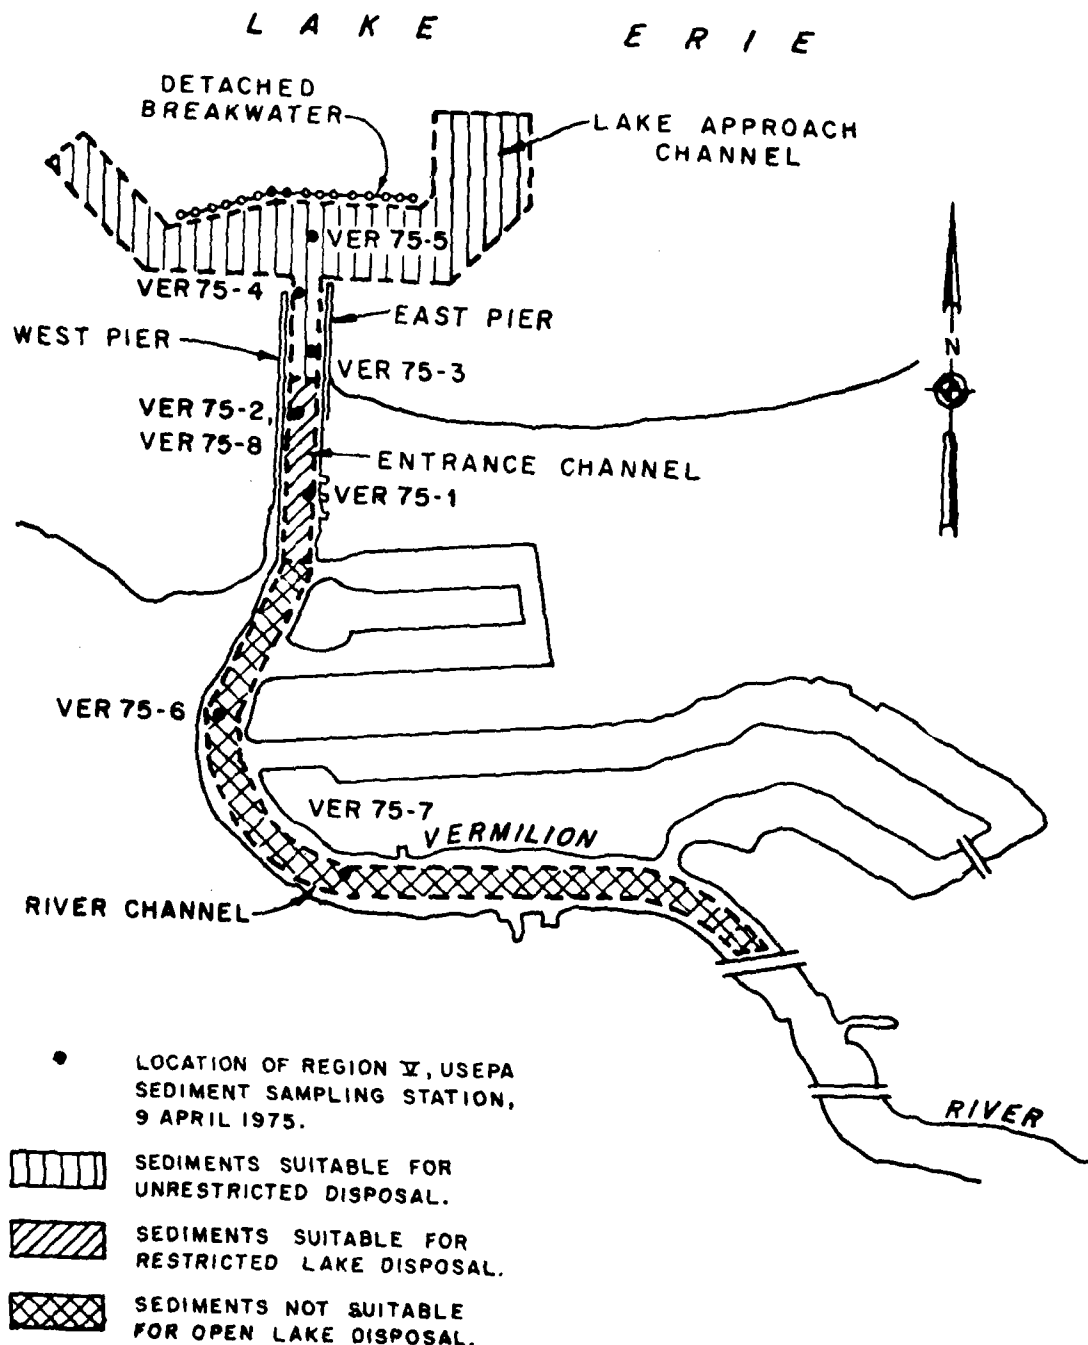 LAKE ERIE
DETACHED
BREAKWATER
LAKE APPROACH
CHANNEL
VER 75-5
VER 75-4
EAST PIER
WEST PIER
N
VER 75-3
VER 75-2,
VER 75-8
ENTRANCE CHANNEL
VER 75-1
VER 75-6
VER 75-7
VERMILION
RIVER CHANNEL
RIVER
LOCATION OF REGION V, USEPA
SEDIMENT SAMPLING STATION,
9 APRIL 1975.
SEDIMENTS SUITABLE FOR
UNRESTRICTED DISPOSAL.
SEDIMENTS SUITABLE FOR
RESTRICTED LAKE DISPOSAL.
SEDIMENTS NOT SUITABLE
FOR OPEN LAKE DISPOSAL.